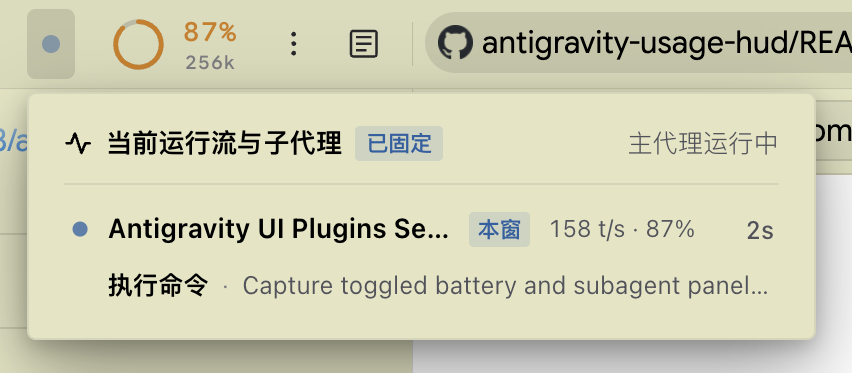 87%
256k
antigravity-usage-hud/REA
当前运行流与子代理 已固定 主代理运行中
Antigravity UI Plugins Se... 本窗 158 t/s · 87% 2s
执行命令 · Capture toggled battery and subagent panel...